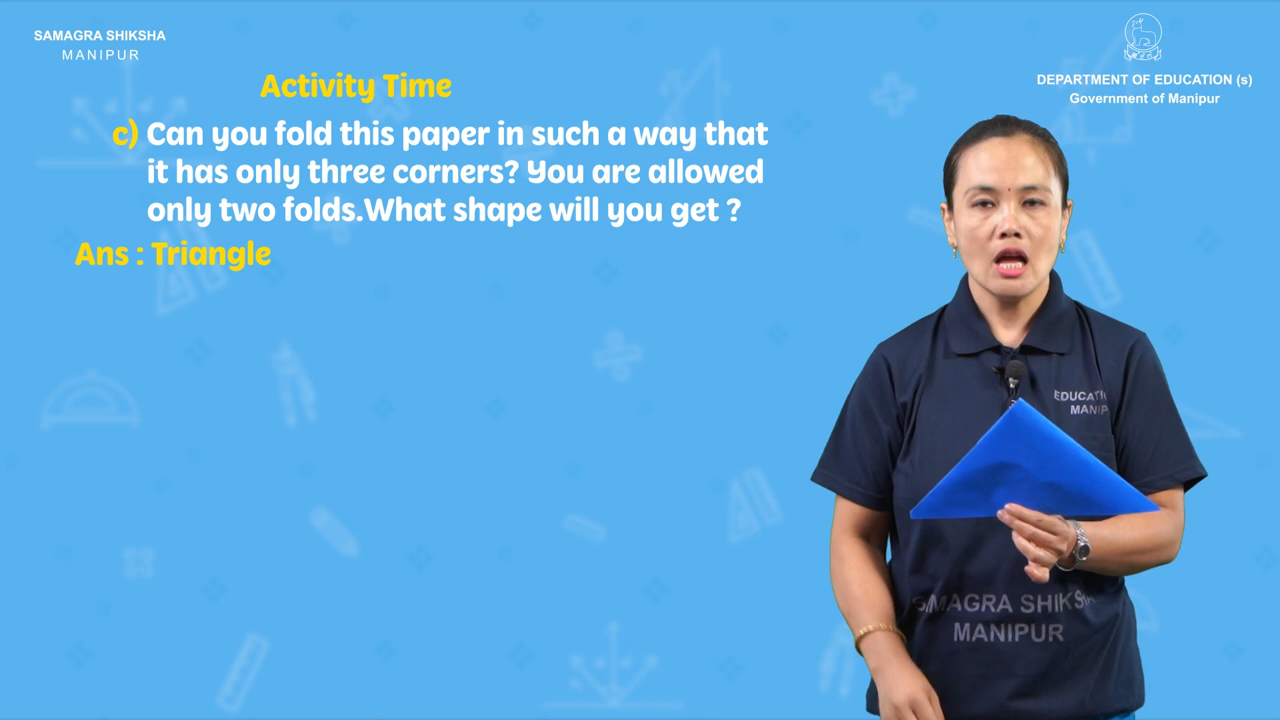 SAMAGRA SHIKSHA
MANIPUR
DEPARTMENT OF EDUCATION (s)
Government of Manipur
Activity Time
c) Can you fold this paper in such a way that
it has only three corners? You are allowed
only two folds.What shape will you get ?
Ans : Triangle
MANIPUR